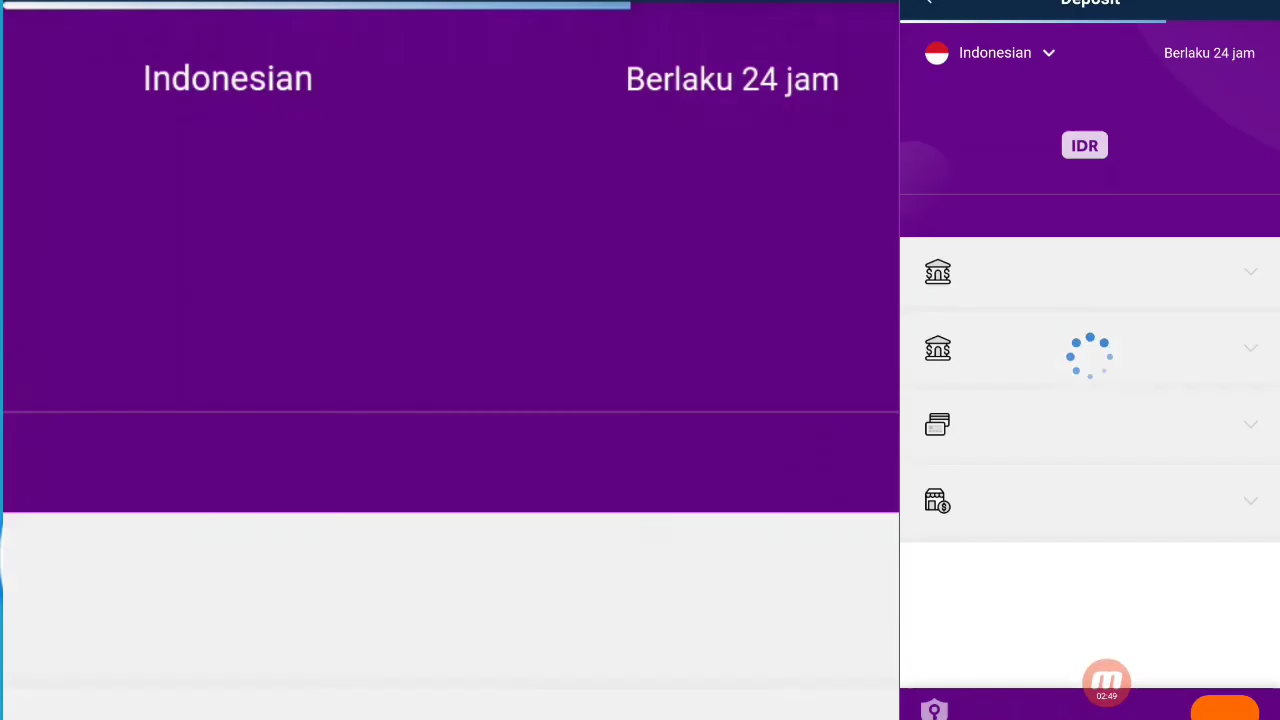 Indonesian
Berlaku 24 jam
Deposit
Indonesian
Berlaku 24 jam
IDR
02:49